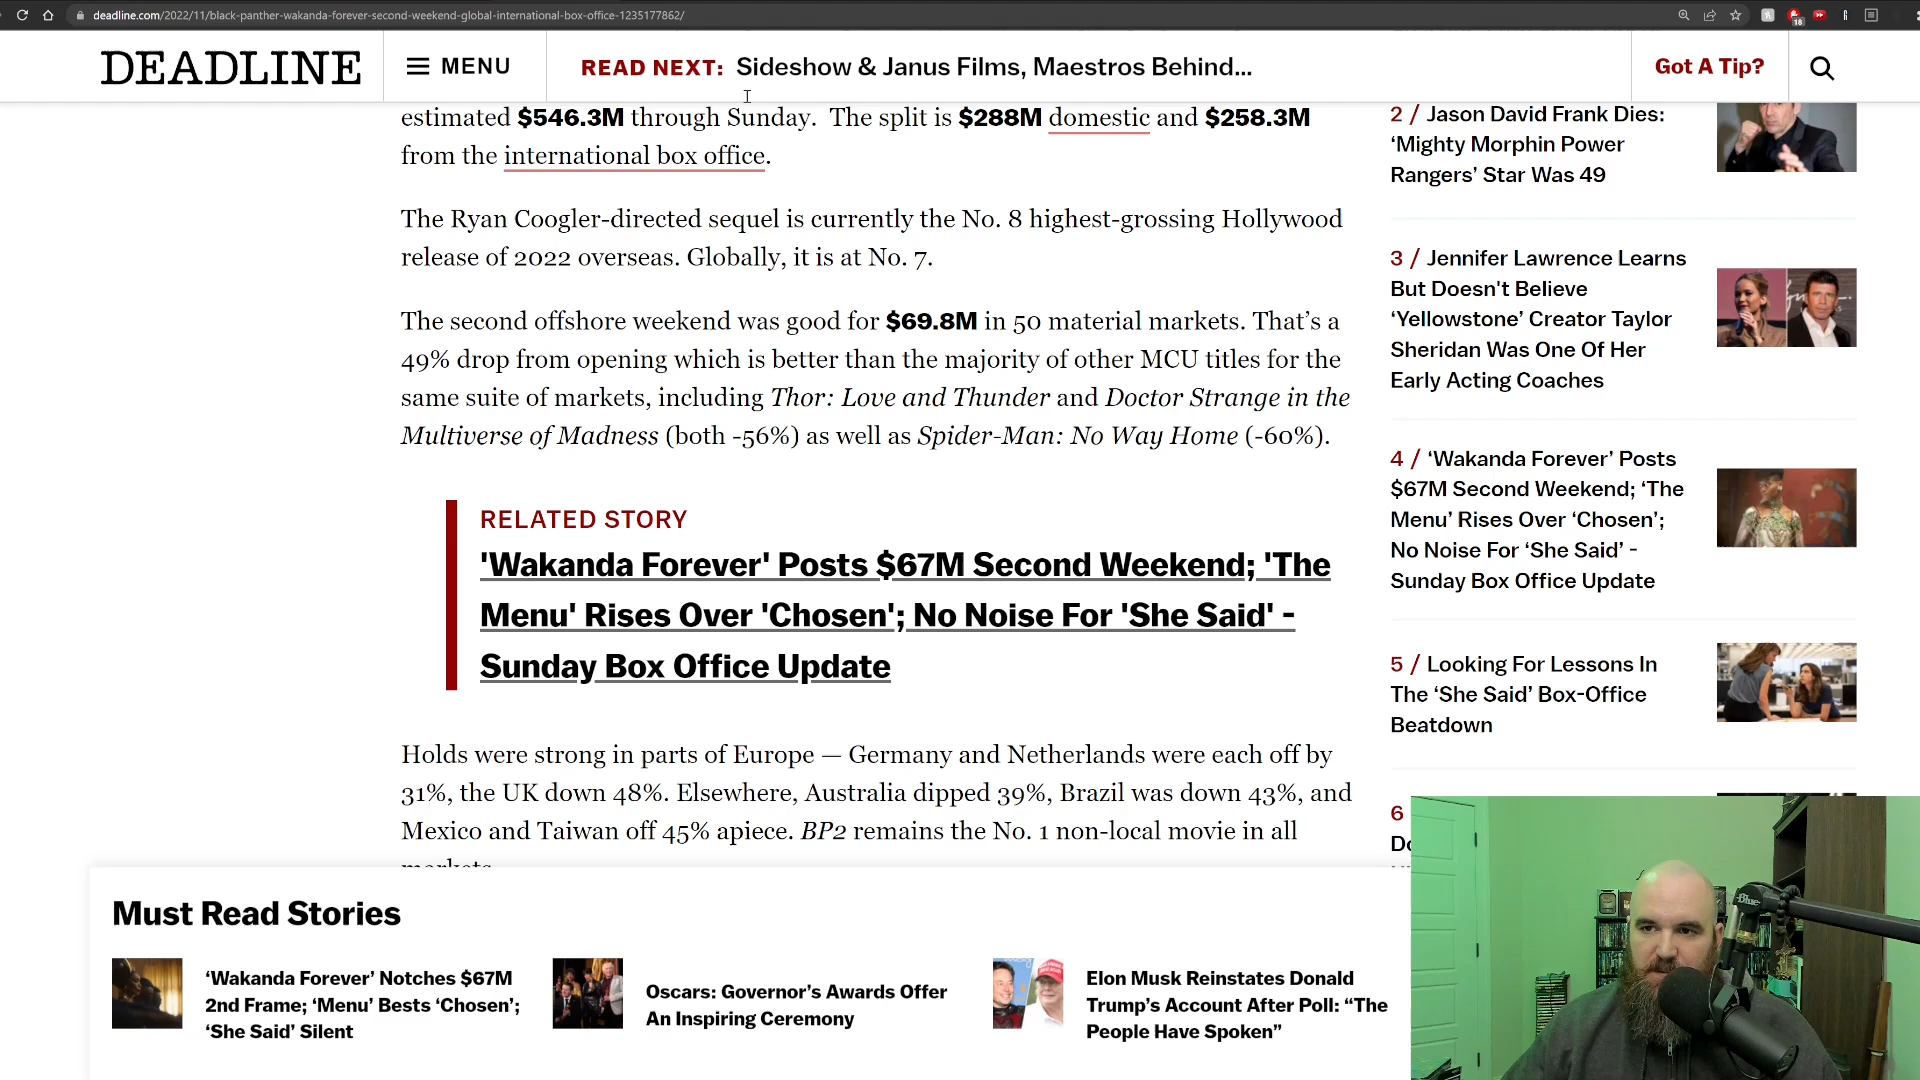 deadline.com/2022/11/black-panther-wakanda-forever-second-weekend-global-international-box-office-1235177862/
18
DEADLINE
MENU
READ NEXT: Sideshow & Janus Films, Maestros Behind...
Got A Tip?
estimated $546.3M through Sunday. The split is $288M domestic and $258.3M
from the international box office.
The Ryan Coogler-directed sequel is currently the No. 8 highest-grossing Hollywood
release of 2022 overseas. Globally, it is at No. 7.
The second offshore weekend was good for $69.8M in 50 material markets. That’s a
49% drop from opening which is better than the majority of other MCU titles for the
same suite of markets, including Thor: Love and Thunder and Doctor Strange in the
Multiverse of Madness (both -56%) as well as Spider-Man: No Way Home (-60%).
RELATED STORY
'Wakanda Forever' Posts $67M Second Weekend; 'The
Menu' Rises Over 'Chosen'; No Noise For 'She Said' -
Sunday Box Office Update
Holds were strong in parts of Europe — Germany and Netherlands were each off by
31%, the UK down 48%. Elsewhere, Australia dipped 39%, Brazil was down 43%, and
Mexico and Taiwan off 45% apiece. BP2 remains the No. 1 non-local movie in all
markets
2 / Jason David Frank Dies:
‘Mighty Morphin Power
Rangers’ Star Was 49
3 / Jennifer Lawrence Learns
But Doesn't Believe
‘Yellowstone’ Creator Taylor
Sheridan Was One Of Her
Early Acting Coaches
4 / ‘Wakanda Forever’ Posts
$67M Second Weekend; ‘The
Menu’ Rises Over ‘Chosen’;
No Noise For ‘She Said’ -
Sunday Box Office Update
5 / Looking For Lessons In
The ‘She Said’ Box-Office
Beatdown
6
Must Read Stories
‘Wakanda Forever’ Notches $67M
2nd Frame; ‘Menu’ Bests ‘Chosen’;
‘She Said’ Silent
Oscars: Governor’s Awards Offer
An Inspiring Ceremony
Elon Musk Reinstates Donald
Trump’s Account After Poll: “The
People Have Spoken”
Blue